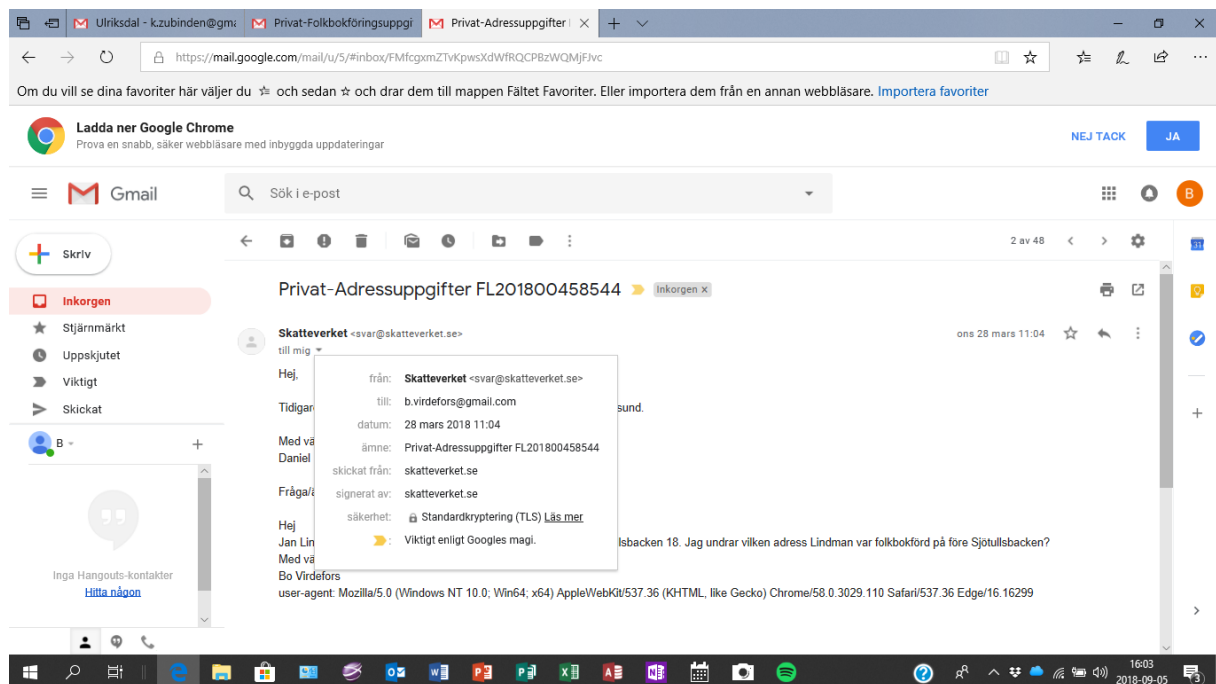 Ulriksdal - k.zubinden@gma
Privat-Folkbokföringsuppgi
Privat-Adressuppgifter
https://mail.google.com/mail/u/5/#inbox/FMfcgxmZTvKpwsXdWfRQCPBzWQMjFJvc
Om du vill se dina favoriter här väljer du och sedan och drar dem till mappen Fältet Favoriter. Eller importera dem från en annan webbläsare. Importera favoriter
Ladda ner Google Chrome
Prova en snabb, säker webbläsare med inbyggda uppdateringar
NEJ TACK
JA
Gmail
Sök i e-post
B
Skriv
2 av 48
31
Privat-Adressuppgifter FL201800458544
Inkorgen x
Inkorgen
Stjärnmärkt
Uppskjutet
Viktigt
Skickat
B
Inga Hangouts-kontakter
Hitta någon
Skatteverket <svar@skatteverket.se>
ons 28 mars 11:04
till mig
Hej,
från: Skatteverket <svar@skatteverket.se>
Tidigar
till: b.virdefors@gmail.com
sund.
datum: 28 mars 2018 11:04
Med vä
ämne: Privat-Adressuppgifter FL201800458544
Daniel
skickat från: skatteverket.se
Fråga/ä
signerat av: skatteverket.se
säkerhet: Standardkryptering (TLS) Läs mer
Hej
: Viktigt enligt Googles magi.
Jan Lin
lsbacken 18. Jag undrar vilken adress Lindman var folkbokförd på före Sjötullsbacken?
Med vä
Bo Virdefors
user-agent: Mozilla/5.0 (Windows NT 10.0; Win64; x64) AppleWebKit/537.36 (KHTML, like Gecko) Chrome/58.0.3029.110 Safari/537.36 Edge/16.16299
16:03
2018-09-05